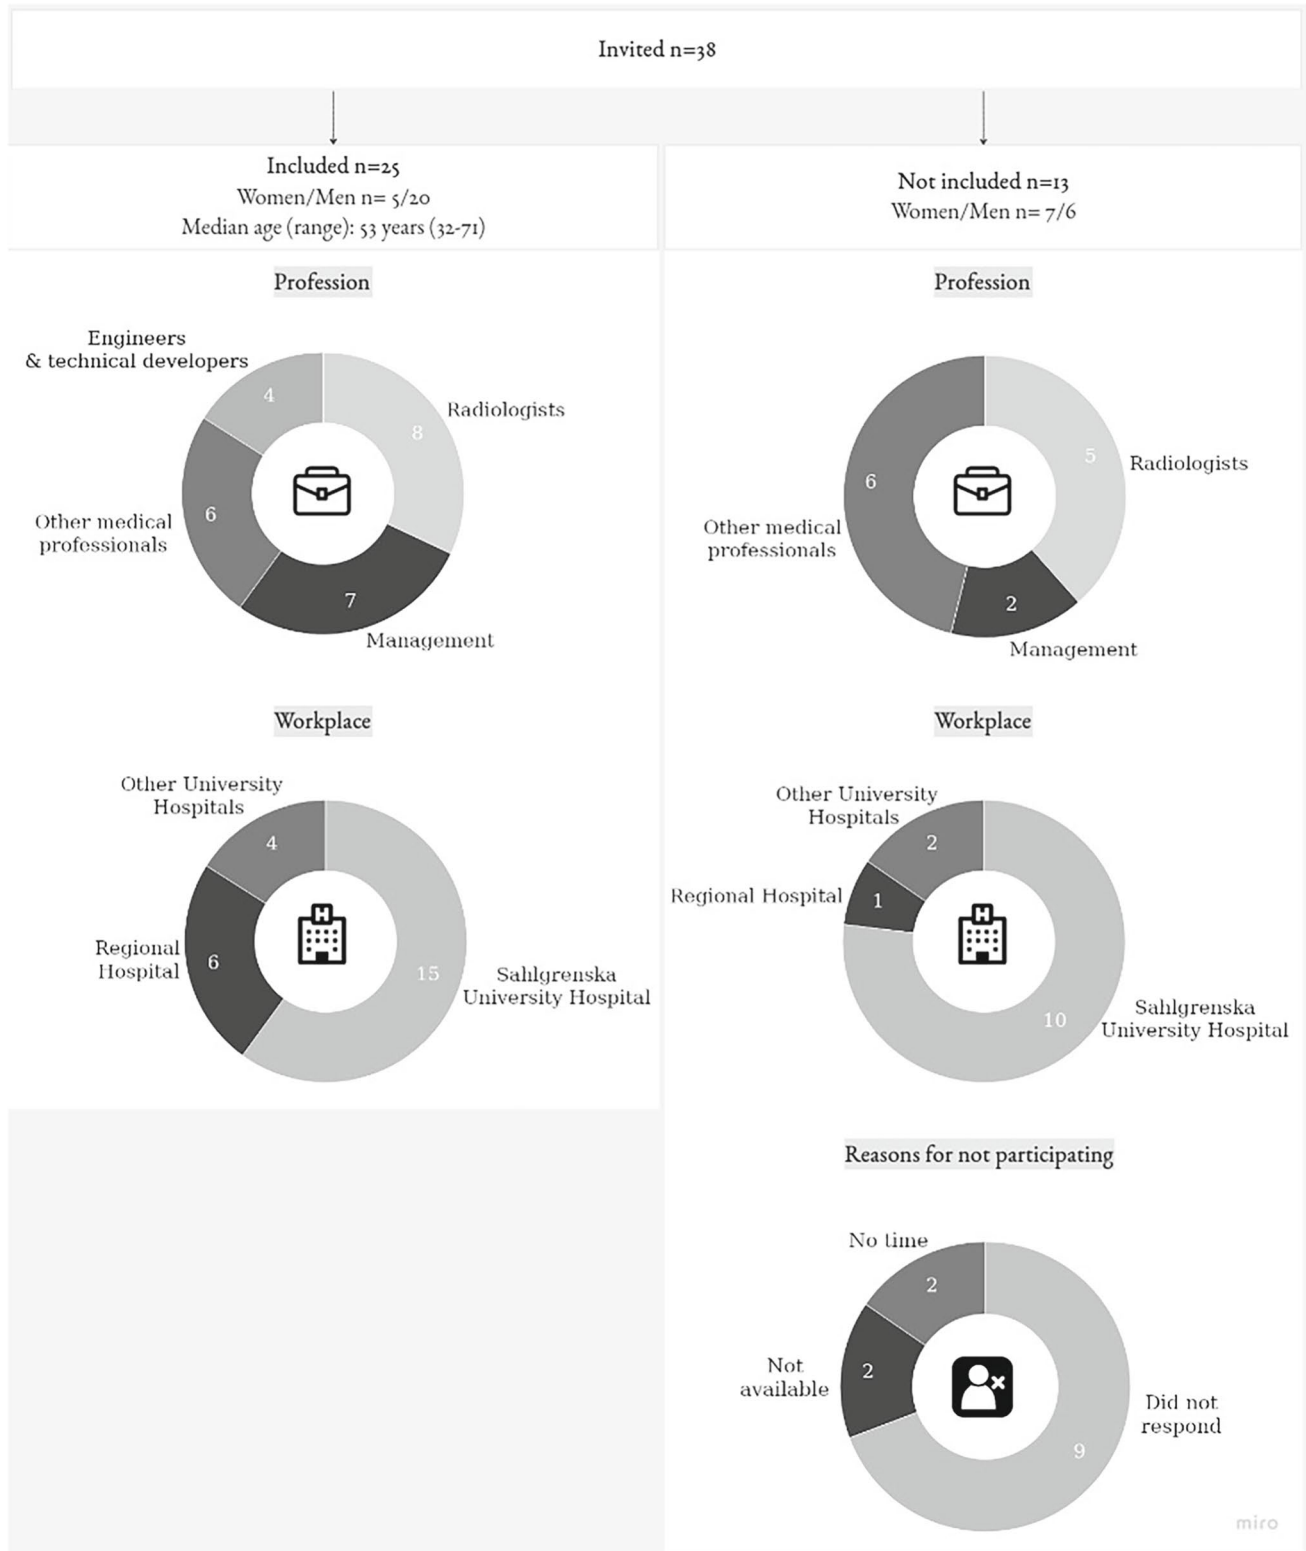 Invited n=38
Included n=25
Women/Men n= 5/20
Median age (range): 53 years (32-71)
Profession
Engineers
& technical developers
4
Radiologists
8
Other medical
professionals
6
7
Management
Workplace
Other University
Hospitals
4
Regional
Hospital
6
15
Sahlgrenska
University Hospital
Not included n=13
Women/Men n= 7/6
Profession
5
Radiologists
6
Other medical
professionals
2
Management
Workplace
Other University
Hospitals
2
Regional Hospital
1
10
Sahlgrenska
University Hospital
Reasons for not participating
No time
2
Not
available
2
Did not
respond
9
miro